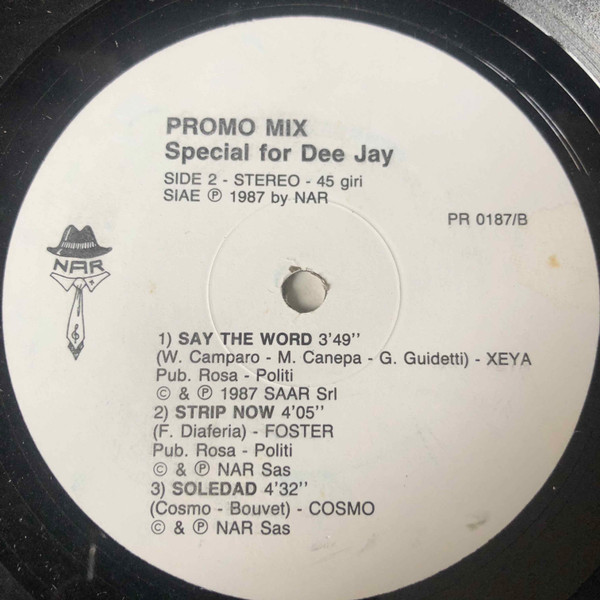 PROMO MIX
Special for Dee Jay
SIDE 2 - STEREO - 45 giri
SIAE Ⓟ 1987 by NAR
PR 0187/B
NAR
1) SAY THE WORD 3'49''
(W. Camparo - M. Canepa - G. Guidetti) - XEYA
Pub. Rosa - Politi
© & Ⓟ 1987 SAAR Srl
2) STRIP NOW 4'05''
(F. Diaferia) - FOSTER
Pub. Rosa - Politi
© & Ⓟ NAR Sas
3) SOLEDAD 4'32''
(Cosmo - Bouvet) - COSMO
© & Ⓟ NAR Sas